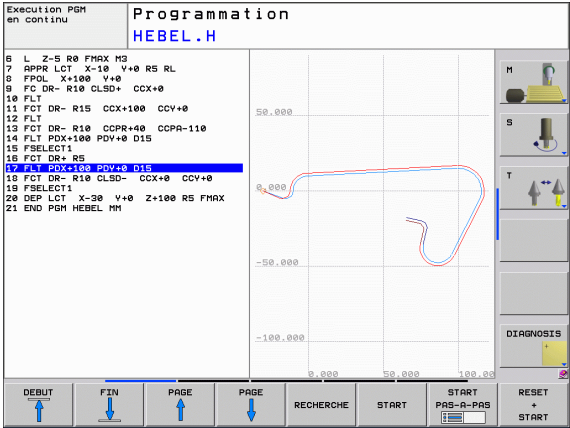 Execution PGM
en continu
Programmation
HEBEL.H
6 L Z-5 R0 FMAX M3
7 APPR LCT X-10 Y+0 R5 RL
8 FPOL X+100 Y+0
9 FC DR- R10 CLSD+ CCX+0
10 FLT
11 FCT DR- R15 CCX+100 CCY+0
12 FLT
13 FCT DR- R10 CCPR+40 CCPA-110
14 FLT PDX+100 PDY+0 D15
15 FSELECT1
16 FCT DR+ R5
17 FLT PDX+100 PDY+0 D15
18 FCT DR- R10 CLSD- CCX+0 CCY+0
19 FSELECT1
20 DEP LCT X-30 Y+0 Z+100 R5 FMAX
21 END PGM HEBEL MM
50.000
0.000
-50.000
-100.000
0.000 50.000 100.00
M
S
T
DIAGNOSIS
DEBUT
FIN
PAGE
PAGE
RECHERCHE
START
START
PAS-A-PAS
RESET
+
START